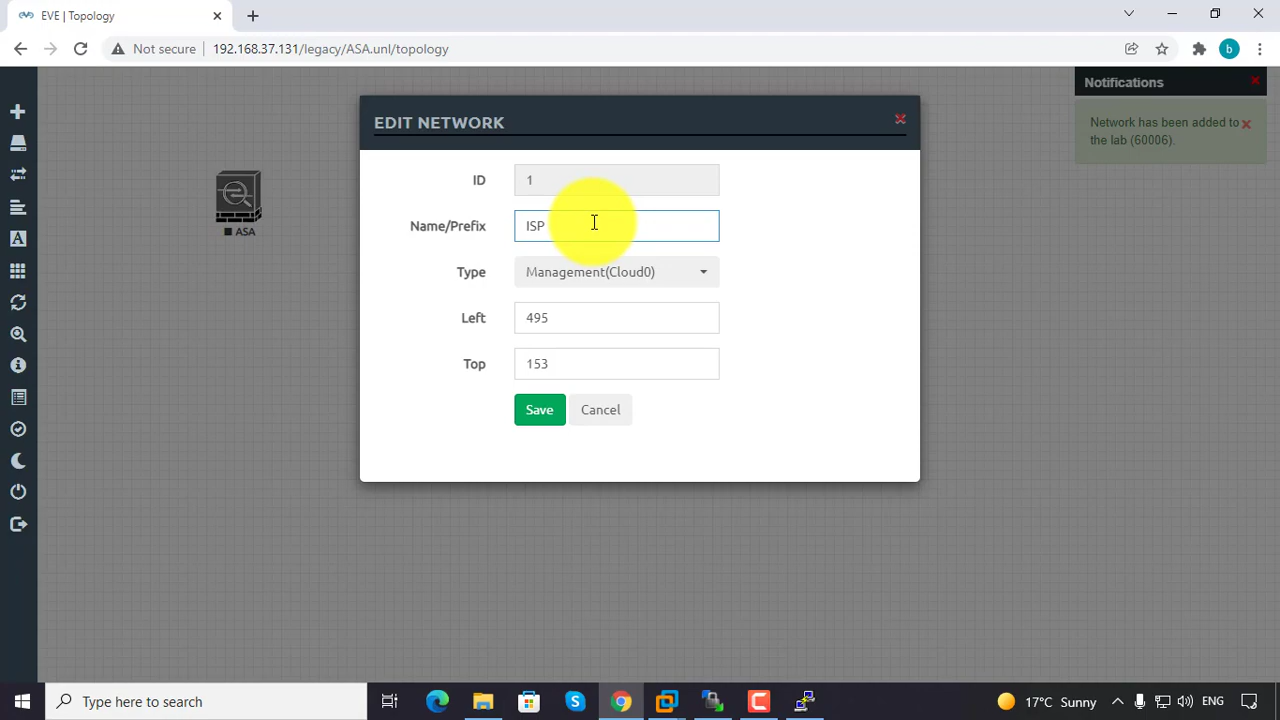 EVE | Topology
Not secure
192.168.37.131/legacy/ASA.unl/topology
b
Notifications
Network has been added to
the lab (60006).
EDIT NETWORK
ID
1
Name/Prefix
ISP
Type
Management(Cloud0)
Left
495
Top
153
Save
Cancel
ASA
A
Type here to search
17°C Sunny
ENG